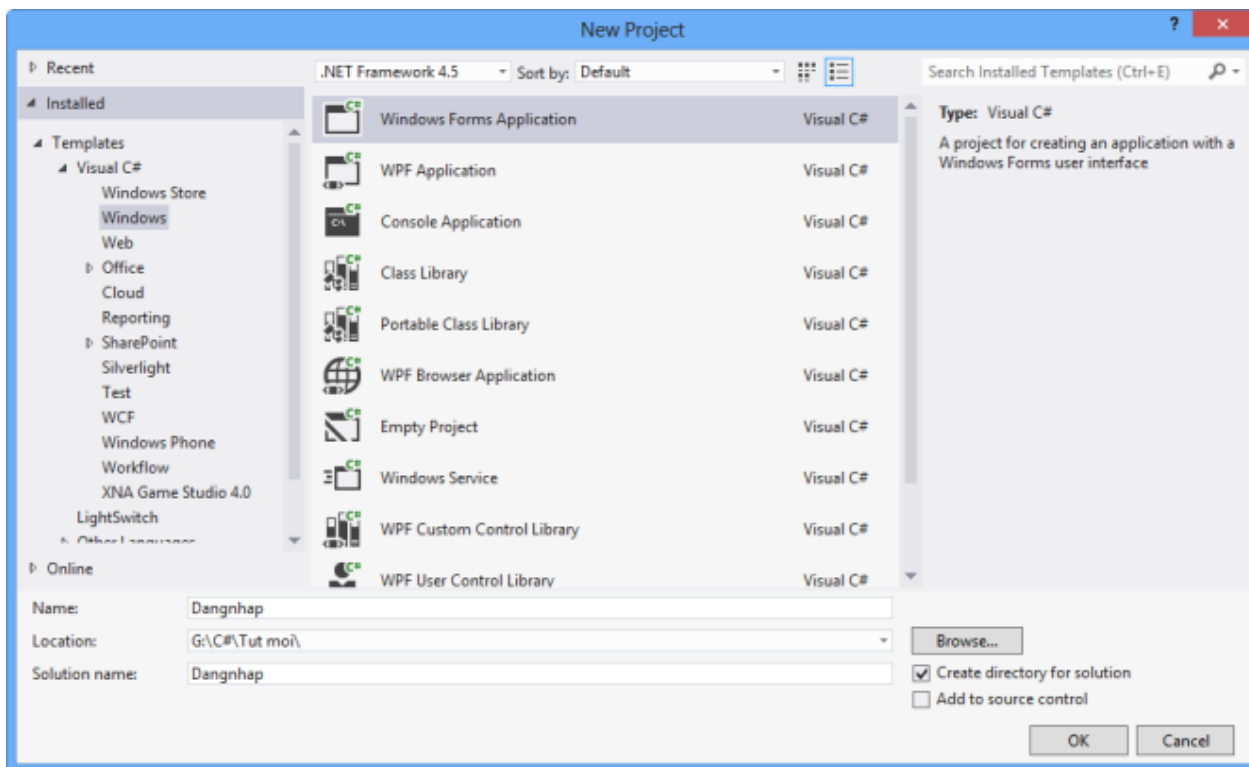 New Project
?
Recent
.NET Framework 4.5
Sort by: Default
Search Installed Templates (Ctrl+E)
Installed
Templates
Visual C#
Windows Store
Windows
Web
Office
Cloud
Reporting
SharePoint
Silverlight
Test
WCF
Windows Phone
Workflow
XNA Game Studio 4.0
LightSwitch
Other Languages
Online
Windows Forms Application Visual C#
WPF Application Visual C#
Console Application Visual C#
Class Library Visual C#
Portable Class Library Visual C#
WPF Browser Application Visual C#
Empty Project Visual C#
Windows Service Visual C#
WPF Custom Control Library Visual C#
WPF User Control Library Visual C#
Type: Visual C#
A project for creating an application with a
Windows Forms user interface
Name: Dangnhap
Location: G:\C#\Tut moi\
Browse...
Solution name: Dangnhap
Create directory for solution
Add to source control
OK
Cancel